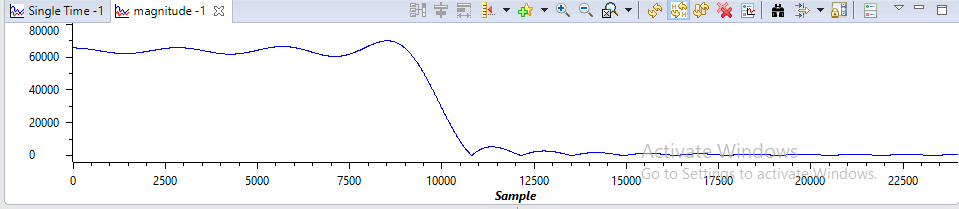 Single Time -1 magnitude -1
80000
60000
40000
20000
0
0 2500 5000 7500 10000 12500 15000 17500 20000 22500
Sample
Activate Windows
Go to Settings to activate Windows.